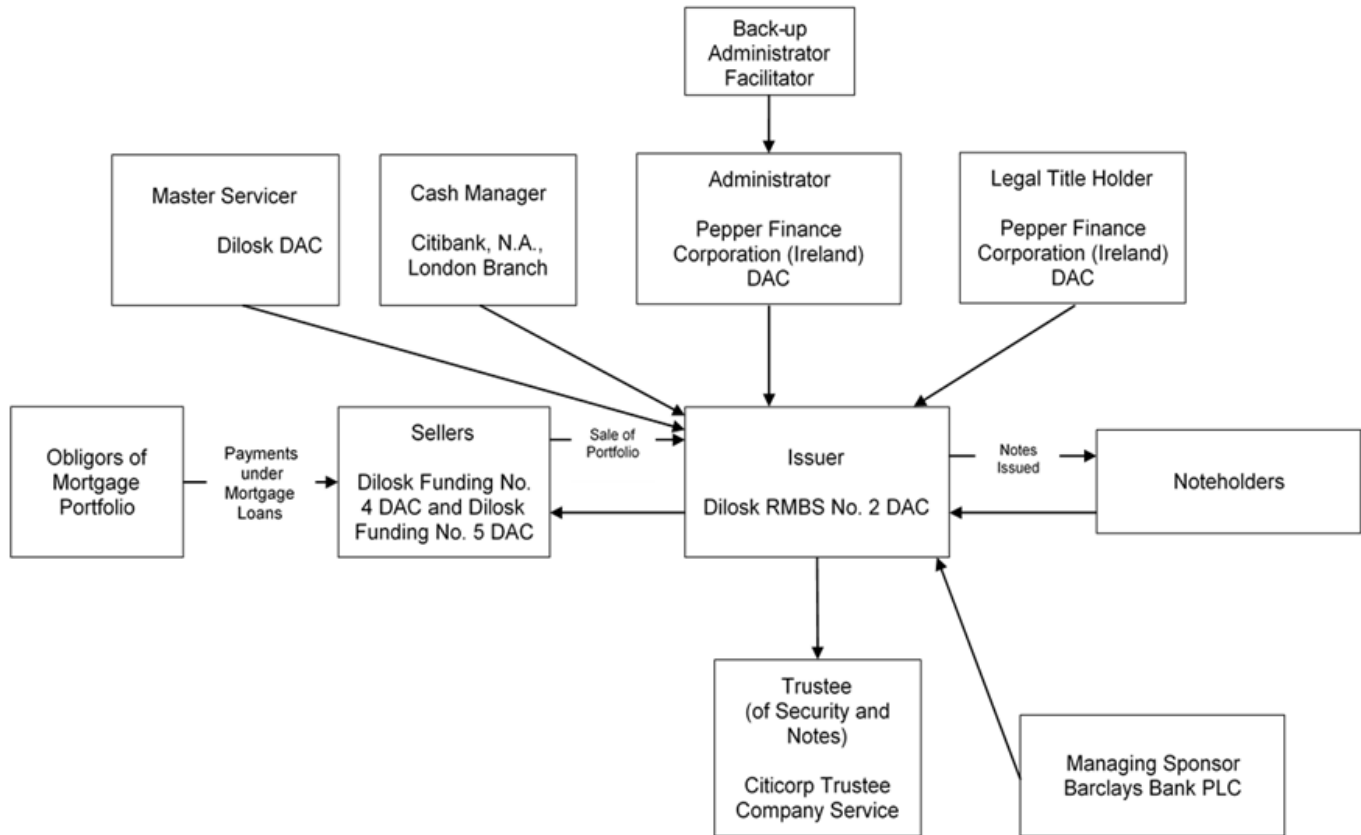 Back-up
Administrator
Facilitator
Master Servicer
Dilosk DAC
Cash Manager
Citibank, N.A.,
London Branch
Administrator
Pepper Finance
Corporation (Ireland)
DAC
Legal Title Holder
Pepper Finance
Corporation (Ireland)
DAC
Obligors of
Mortgage
Portfolio
Payments
under
Mortgage
Loans
Sellers
Dilosk Funding No.
4 DAC and Dilosk
Funding No. 5 DAC
Sale of
Portfolio
Issuer
Dilosk RMBS No. 2 DAC
Notes
Issued
Noteholders
Trustee
(of Security and
Notes)
Citicorp Trustee
Company Service
Managing Sponsor
Barclays Bank PLC